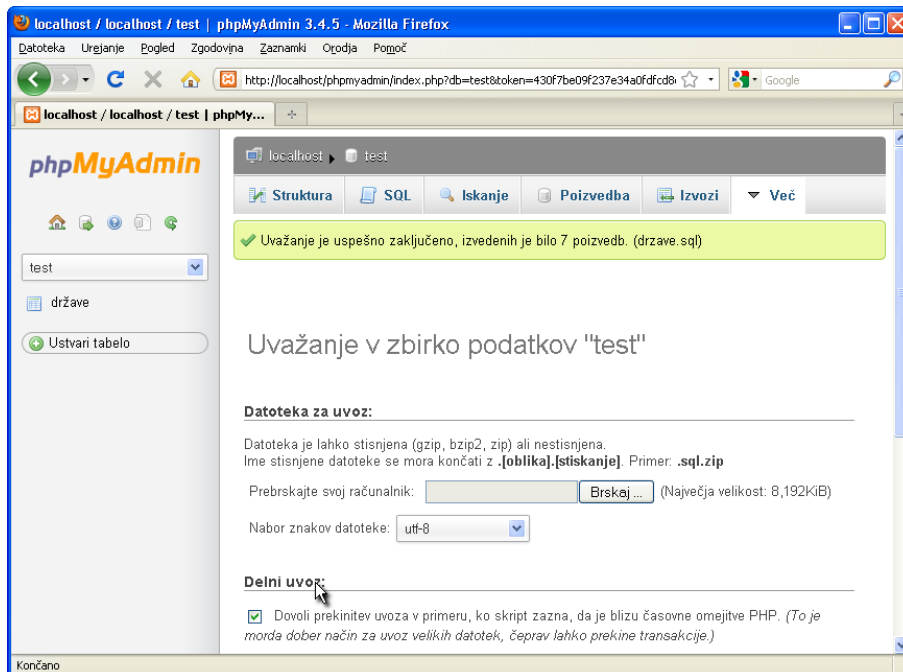 localhost / localhost / test | phpMyAdmin 3.4.5 - Mozilla Firefox
Datoteka Urejanje Pogled Zgodovina Zaznamki Orodja Pomoč
http://localhost/phpmyadmin/index.php?db=test&token=430f7be09f237e34a0fdfcd8 Google
localhost / localhost / test | phpMy...
phpMyAdmin
test
države
Ustvari tabelo
localhost test
Struktura SQL Iskanje Poizvedba Izvozi Več
Uvažanje je uspešno zaključeno, izvedenih je bilo 7 poizvedb. (drzave.sql)
Uvažanje v zbirko podatkov "test"
Datoteka za uvoz:
Datoteka je lahko stisnjena (gzip, bzip2, zip) ali nestisnjena.
Ime stisnjene datoteke se mora končati z .[oblika].[stiskanje]. Primer: .sql.zip
Prebrskajte svoj računalnik: Brskaj ... (Največja velikost: 8,192KiB)
Nabor znakov datoteke: utf-8
Delni uvoz:
Dovoli prekinitev uvoza v primeru, ko skript zazna, da je blizu časovne omejitve PHP. (To je
morda dober način za uvoz velikih datotek, čeprav lahko prekine transakcije.)
Končano